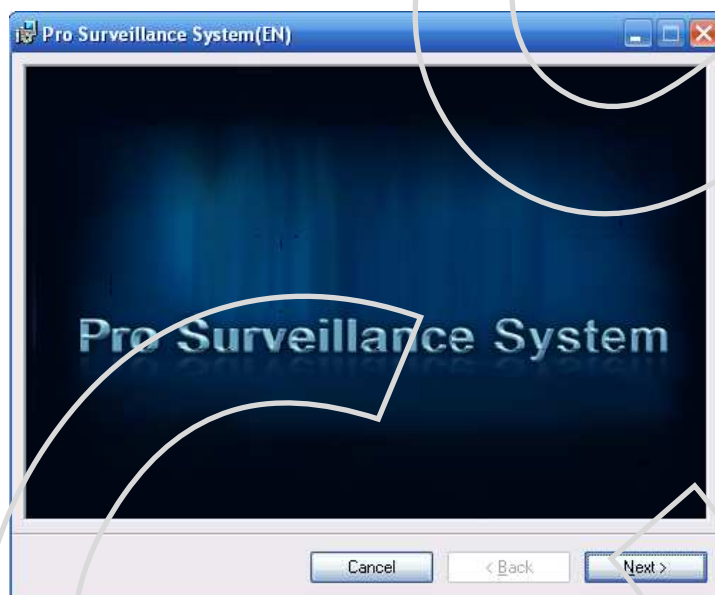 Pro Surveillance System(EN)
Pro Surveillance System
Cancel
< Back
Next >